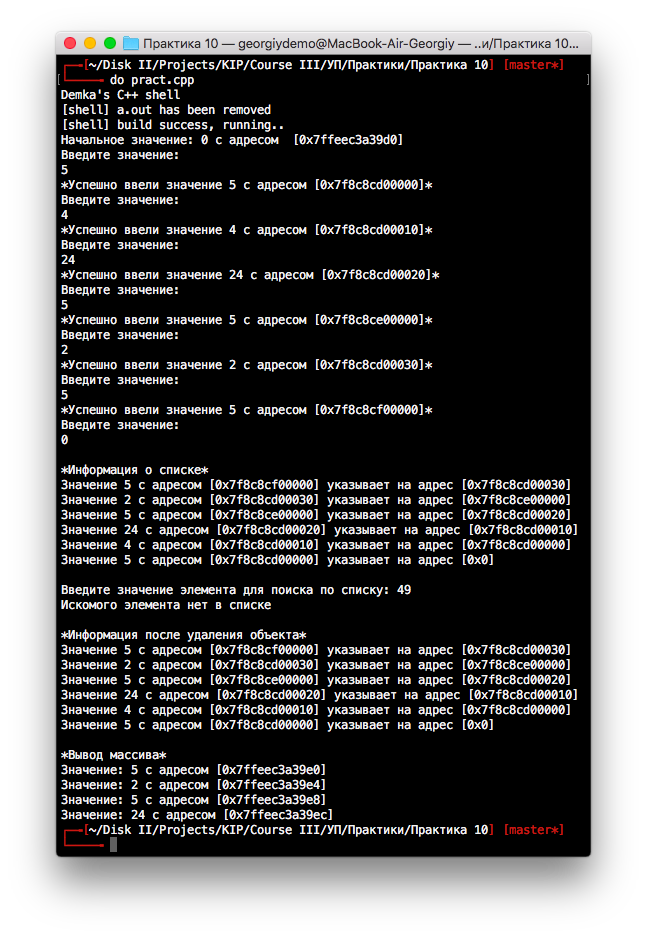 Практика 10 — georgiydemo@MacBook-Air-Georgiy — ..и/Практика 10...
[~/Disk II/Projects/KIP/Course III/УП/Практики/Практика 10] [master*]
do pract.cpp
Demka's C++ shell
[shell] a.out has been removed
[shell] build success, running..
Начальное значение: 0 с адресом  [0x7ffeec3a39d0]
Введите значение:
5
*Успешно ввели значение 5 с адресом [0x7f8c8cd00000]*
Введите значение:
4
*Успешно ввели значение 4 с адресом [0x7f8c8cd00010]*
Введите значение:
24
*Успешно ввели значение 24 с адресом [0x7f8c8cd00020]*
Введите значение:
5
*Успешно ввели значение 5 с адресом [0x7f8c8ce00000]*
Введите значение:
2
*Успешно ввели значение 2 с адресом [0x7f8c8cd00030]*
Введите значение:
5
*Успешно ввели значение 5 с адресом [0x7f8c8cf00000]*
Введите значение:
0
*Информация о списке*
Значение 5 с адресом [0x7f8c8cf00000] указывает на адрес [0x7f8c8cd00030]
Значение 2 с адресом [0x7f8c8cd00030] указывает на адрес [0x7f8c8ce00000]
Значение 5 с адресом [0x7f8c8ce00000] указывает на адрес [0x7f8c8cd00020]
Значение 24 с адресом [0x7f8c8cd00020] указывает на адрес [0x7f8c8cd00010]
Значение 4 с адресом [0x7f8c8cd00010] указывает на адрес [0x7f8c8cd00000]
Значение 5 с адресом [0x7f8c8cd00000] указывает на адрес [0x0]
Введите значение элемента для поиска по списку: 49
Искомого элемента нет в списке
*Информация после удаления объекта*
Значение 5 с адресом [0x7f8c8cf00000] указывает на адрес [0x7f8c8cd00030]
Значение 2 с адресом [0x7f8c8cd00030] указывает на адрес [0x7f8c8ce00000]
Значение 5 с адресом [0x7f8c8ce00000] указывает на адрес [0x7f8c8cd00020]
Значение 24 с адресом [0x7f8c8cd00020] указывает на адрес [0x7f8c8cd00010]
Значение 4 с адресом [0x7f8c8cd00010] указывает на адрес [0x7f8c8cd00000]
Значение 5 с адресом [0x7f8c8cd00000] указывает на адрес [0x0]
*Вывод массива*
Значение: 5 с адресом [0x7ffeec3a39e0]
Значение: 2 с адресом [0x7ffeec3a39e4]
Значение: 5 с адресом [0x7ffeec3a39e8]
Значение: 24 с адресом [0x7ffeec3a39ec]
[~/Disk II/Projects/KIP/Course III/УП/Практики/Практика 10] [master*]